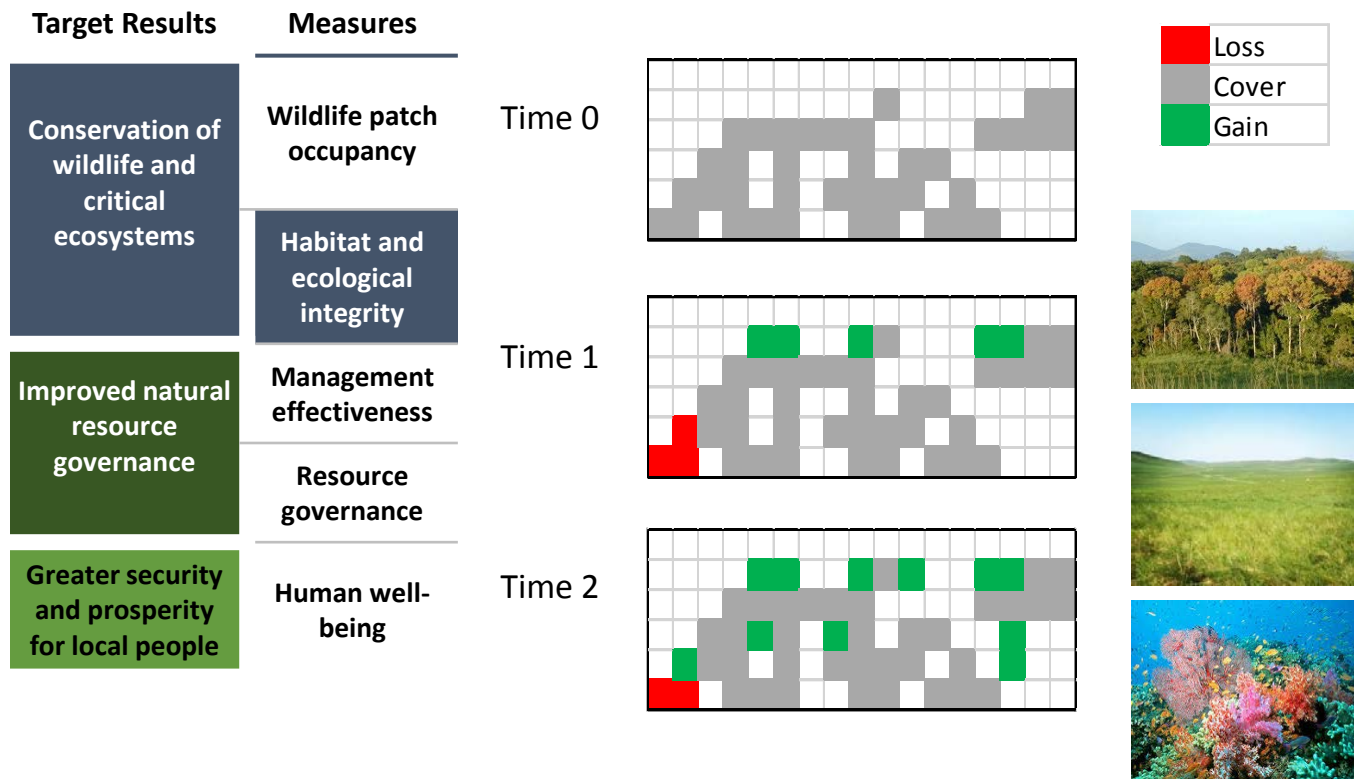 Target Results
Measures
Conservation of
wildlife and
critical
ecosystems
Wildlife patch
occupancy
Habitat and
ecological
integrity
Improved natural
resource
governance
Management
effectiveness
Resource
governance
Greater security
and prosperity
for local people
Human well-
being
Time 0
Time 1
Time 2
Loss
Cover
Gain